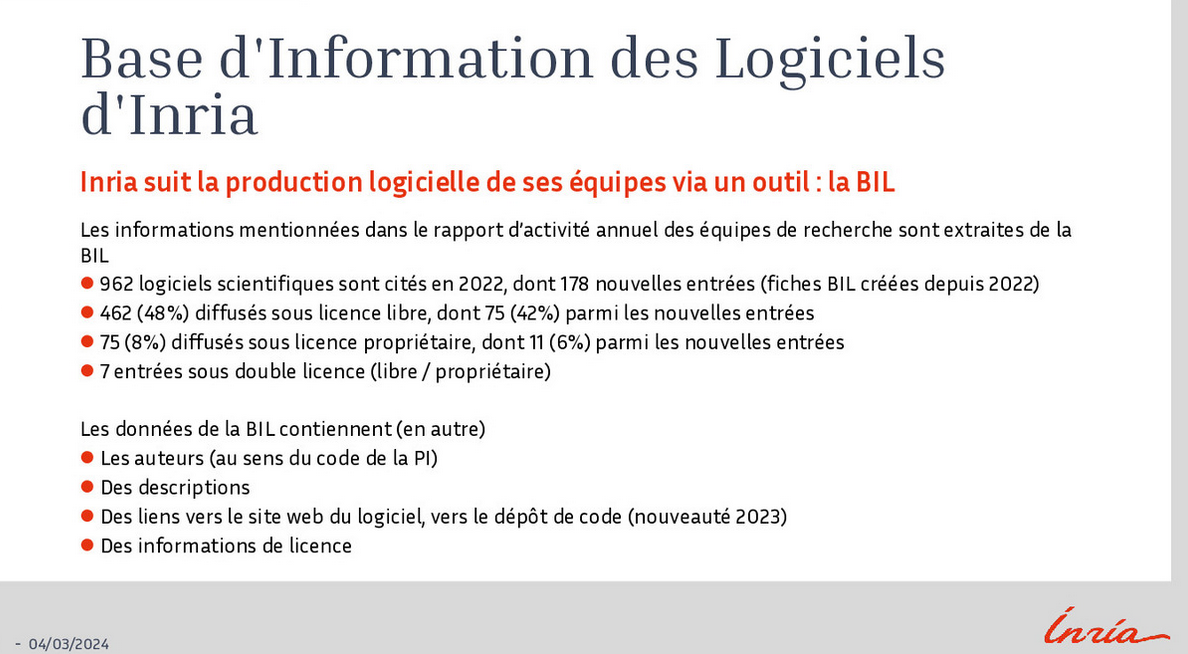 Base d'Information des Logiciels
d'Inria
Inria suit la production logicielle de ses équipes via un outil : la BIL
Les informations mentionnées dans le rapport d’activité annuel des équipes de recherche sont extraites de la
BIL
● 962 logiciels scientifiques sont cités en 2022, dont 178 nouvelles entrées (fiches BIL créées depuis 2022)
● 462 (48%) diffusés sous licence libre, dont 75 (42%) parmi les nouvelles entrées
● 75 (8%) diffusés sous licence propriétaire, dont 11 (6%) parmi les nouvelles entrées
● 7 entrées sous double licence (libre / propriétaire)
Les données de la BIL contiennent (en autre)
● Les auteurs (au sens du code de la PI)
● Des descriptions
● Des liens vers le site web du logiciel, vers le dépôt de code (nouveauté 2023)
● Des informations de licence
- 04/03/2024
Inria